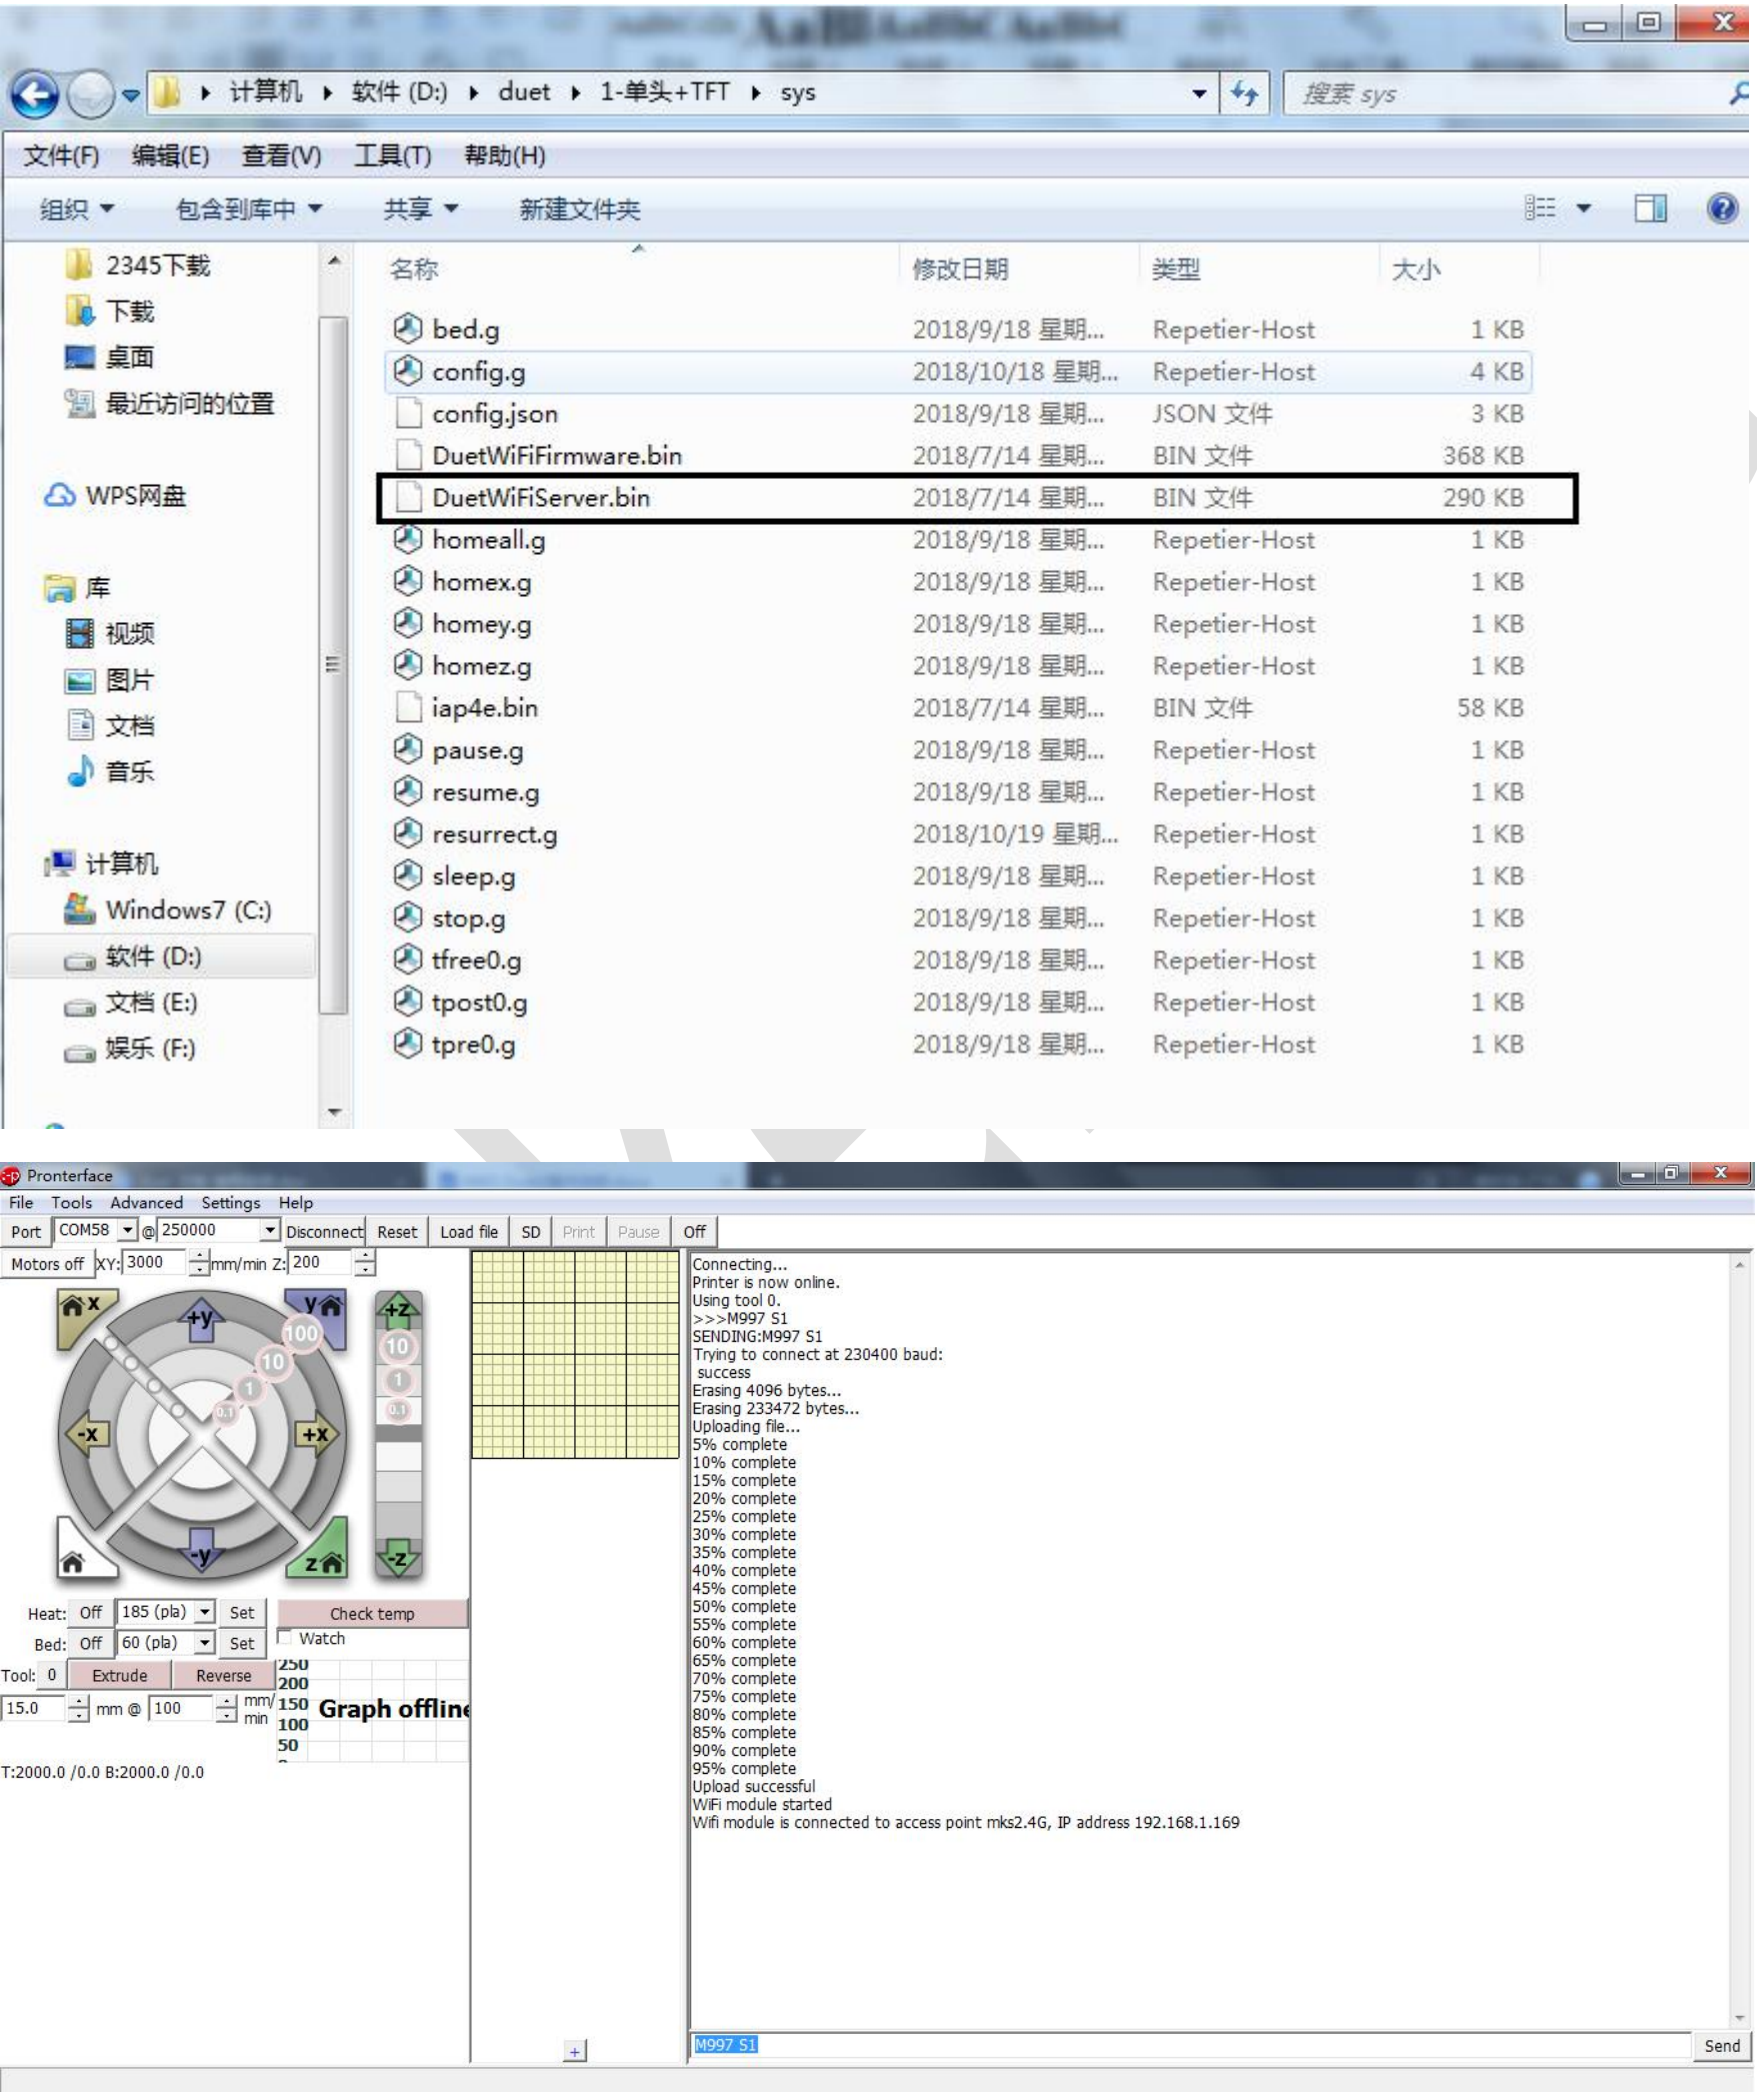 计算机 ▸ 软件 (D:) ▸ duet ▸ 1-单头+TFT ▸ sys
搜索 sys
文件(F) 编辑(E) 查看(V) 工具(T) 帮助(H)
组织 包含到库中 共享 新建文件夹
名称 修改日期 类型 大小
2345下载
下载
桌面
最近访问的位置
WPS网盘
库
视频
图片
文档
音乐
计算机
Windows7 (C:)
软件 (D:)
文档 (E:)
娱乐 (F:)
bed.g 2018/9/18 星期... Repetier-Host 1 KB
config.g 2018/10/18 星期... Repetier-Host 4 KB
config.json 2018/9/18 星期... JSON 文件 3 KB
DuetWiFiFirmware.bin 2018/7/14 星期... BIN 文件 368 KB
DuetWiFiServer.bin 2018/7/14 星期... BIN 文件 290 KB
homeall.g 2018/9/18 星期... Repetier-Host 1 KB
homex.g 2018/9/18 星期... Repetier-Host 1 KB
homey.g 2018/9/18 星期... Repetier-Host 1 KB
homez.g 2018/9/18 星期... Repetier-Host 1 KB
iap4e.bin 2018/7/14 星期... BIN 文件 58 KB
pause.g 2018/9/18 星期... Repetier-Host 1 KB
resume.g 2018/9/18 星期... Repetier-Host 1 KB
resurrect.g 2018/10/19 星期... Repetier-Host 1 KB
sleep.g 2018/9/18 星期... Repetier-Host 1 KB
stop.g 2018/9/18 星期... Repetier-Host 1 KB
tfree0.g 2018/9/18 星期... Repetier-Host 1 KB
tpost0.g 2018/9/18 星期... Repetier-Host 1 KB
tpre0.g 2018/9/18 星期... Repetier-Host 1 KB
Pronterface
File Tools Advanced Settings Help
Port COM58 @ 250000 Disconnect Reset Load file SD Print Pause Off
Motors off XY: 3000 mm/min Z: 200
x +y y +z
100 10 1 0.1
10 1 0.1
-x +x
-y z -z
Heat: Off 185 (pla) Set Check temp
Bed: Off 60 (pla) Set Watch
Tool: 0 Extrude Reverse
15.0 mm @ 100 mm/min
250
200
150 Graph offline
100
50
T:2000.0 /0.0 B:2000.0 /0.0
+
Connecting...
Printer is now online.
Using tool 0.
>>>M997 S1
SENDING:M997 S1
Trying to connect at 230400 baud:
success
Erasing 4096 bytes...
Erasing 233472 bytes...
Uploading file...
5% complete
10% complete
15% complete
20% complete
25% complete
30% complete
35% complete
40% complete
45% complete
50% complete
55% complete
60% complete
65% complete
70% complete
75% complete
80% complete
85% complete
90% complete
95% complete
Upload successful
WiFi module started
Wifi module is connected to access point mks2.4G, IP address 192.168.1.169
M997 S1 Send